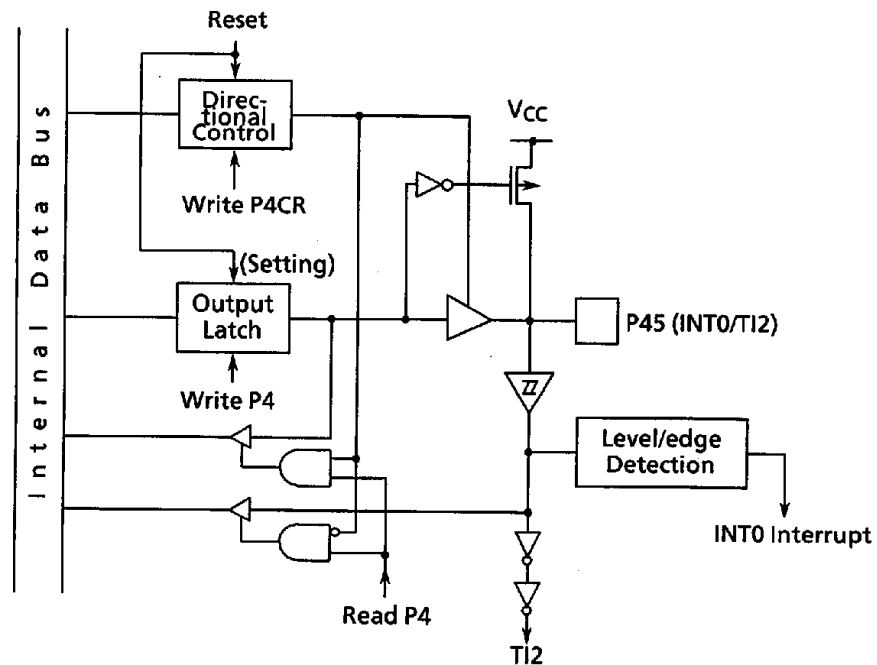 Reset
Internal Data Bus
Direc-
tional
Control
VCC
Write P4CR
(Setting)
Output
Latch
P45 (INT0/TI2)
Write P4
Level/edge
Detection
INT0 Interrupt
Read P4
TI2